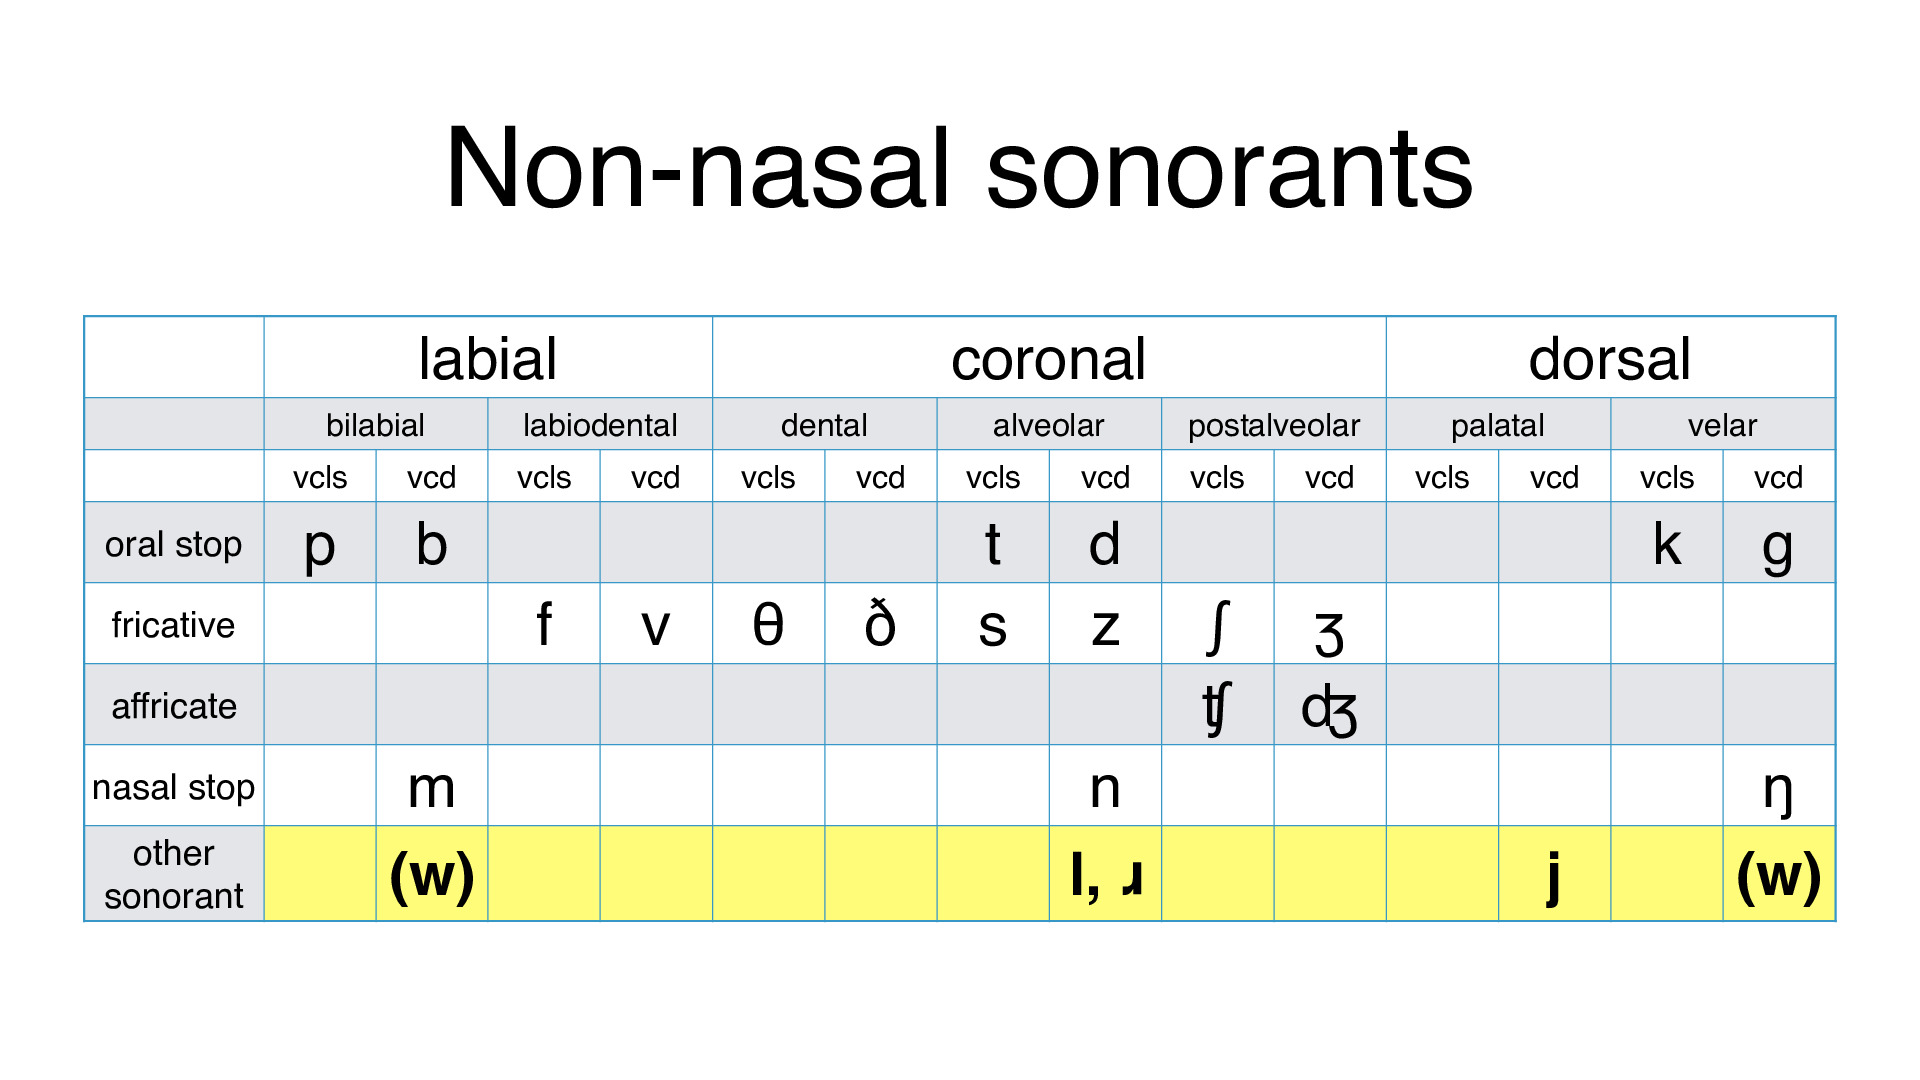 Non-nasal sonorants
labial coronal dorsal
bilabial labiodental dental alveolar postalveolar palatal velar
vcls vcd vcls vcd vcls vcd vcls vcd vcls vcd vcls vcd vcls vcd
oral stop p b t d k g
fricative f v θ ð s z ʃ ʒ
affricate ʧ ʤ
nasal stop m n ŋ
other
sonorant (w) l, ɹ j (w)